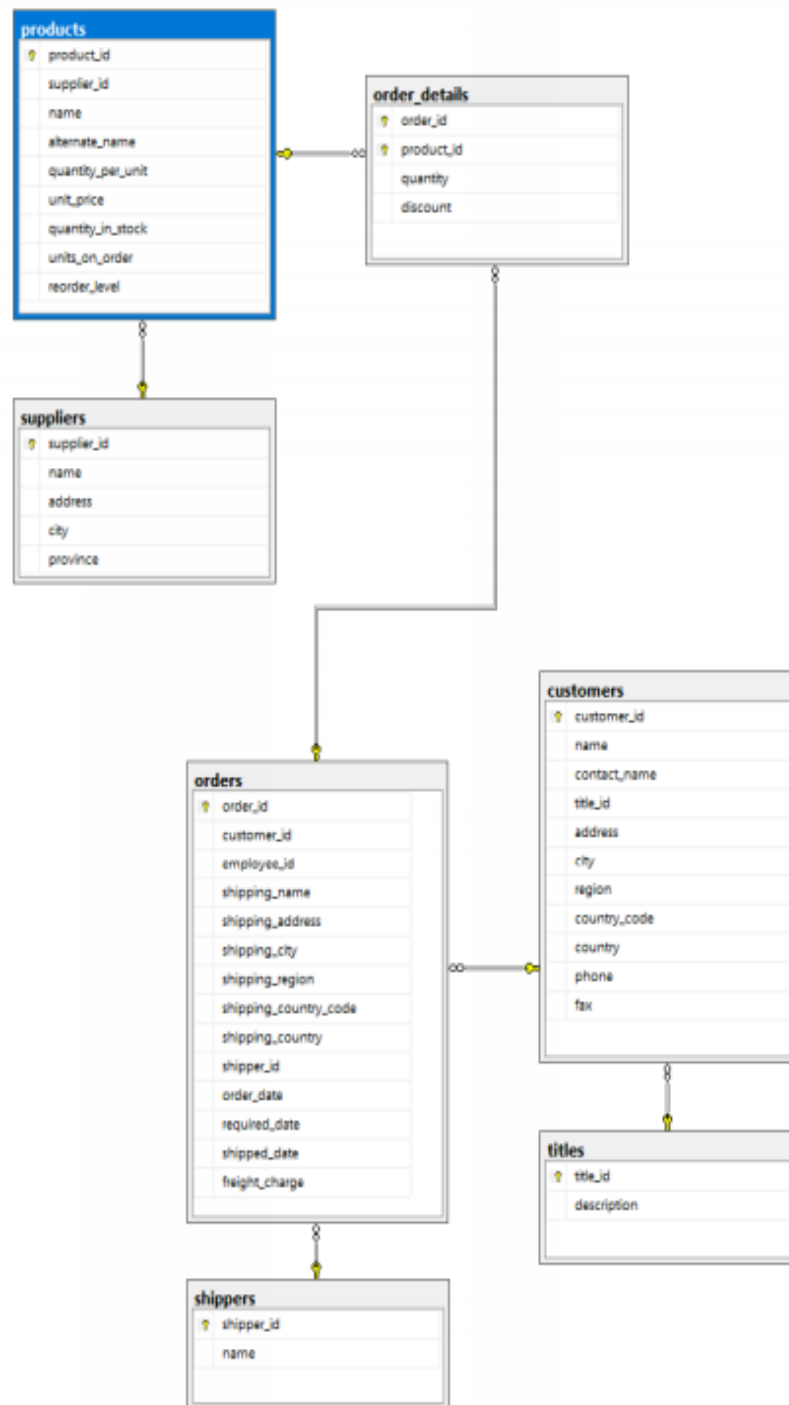 products
product_id
supplier_id
name
alternate_name
quantity_per_unit
unit_price
quantity_in_stock
units_on_order
reorder_level
order_details
order_id
product_id
quantity
discount
suppliers
supplier_id
name
address
city
province
customers
customer_id
name
contact_name
title_id
address
city
region
country_code
country
phone
fax
orders
order_id
customer_id
employee_id
shipping_name
shipping_address
shipping_city
shipping_region
shipping_country_code
shipping_country
shipper_id
order_date
required_date
shipped_date
freight_charge
titles
title_id
description
shippers
shipper_id
name